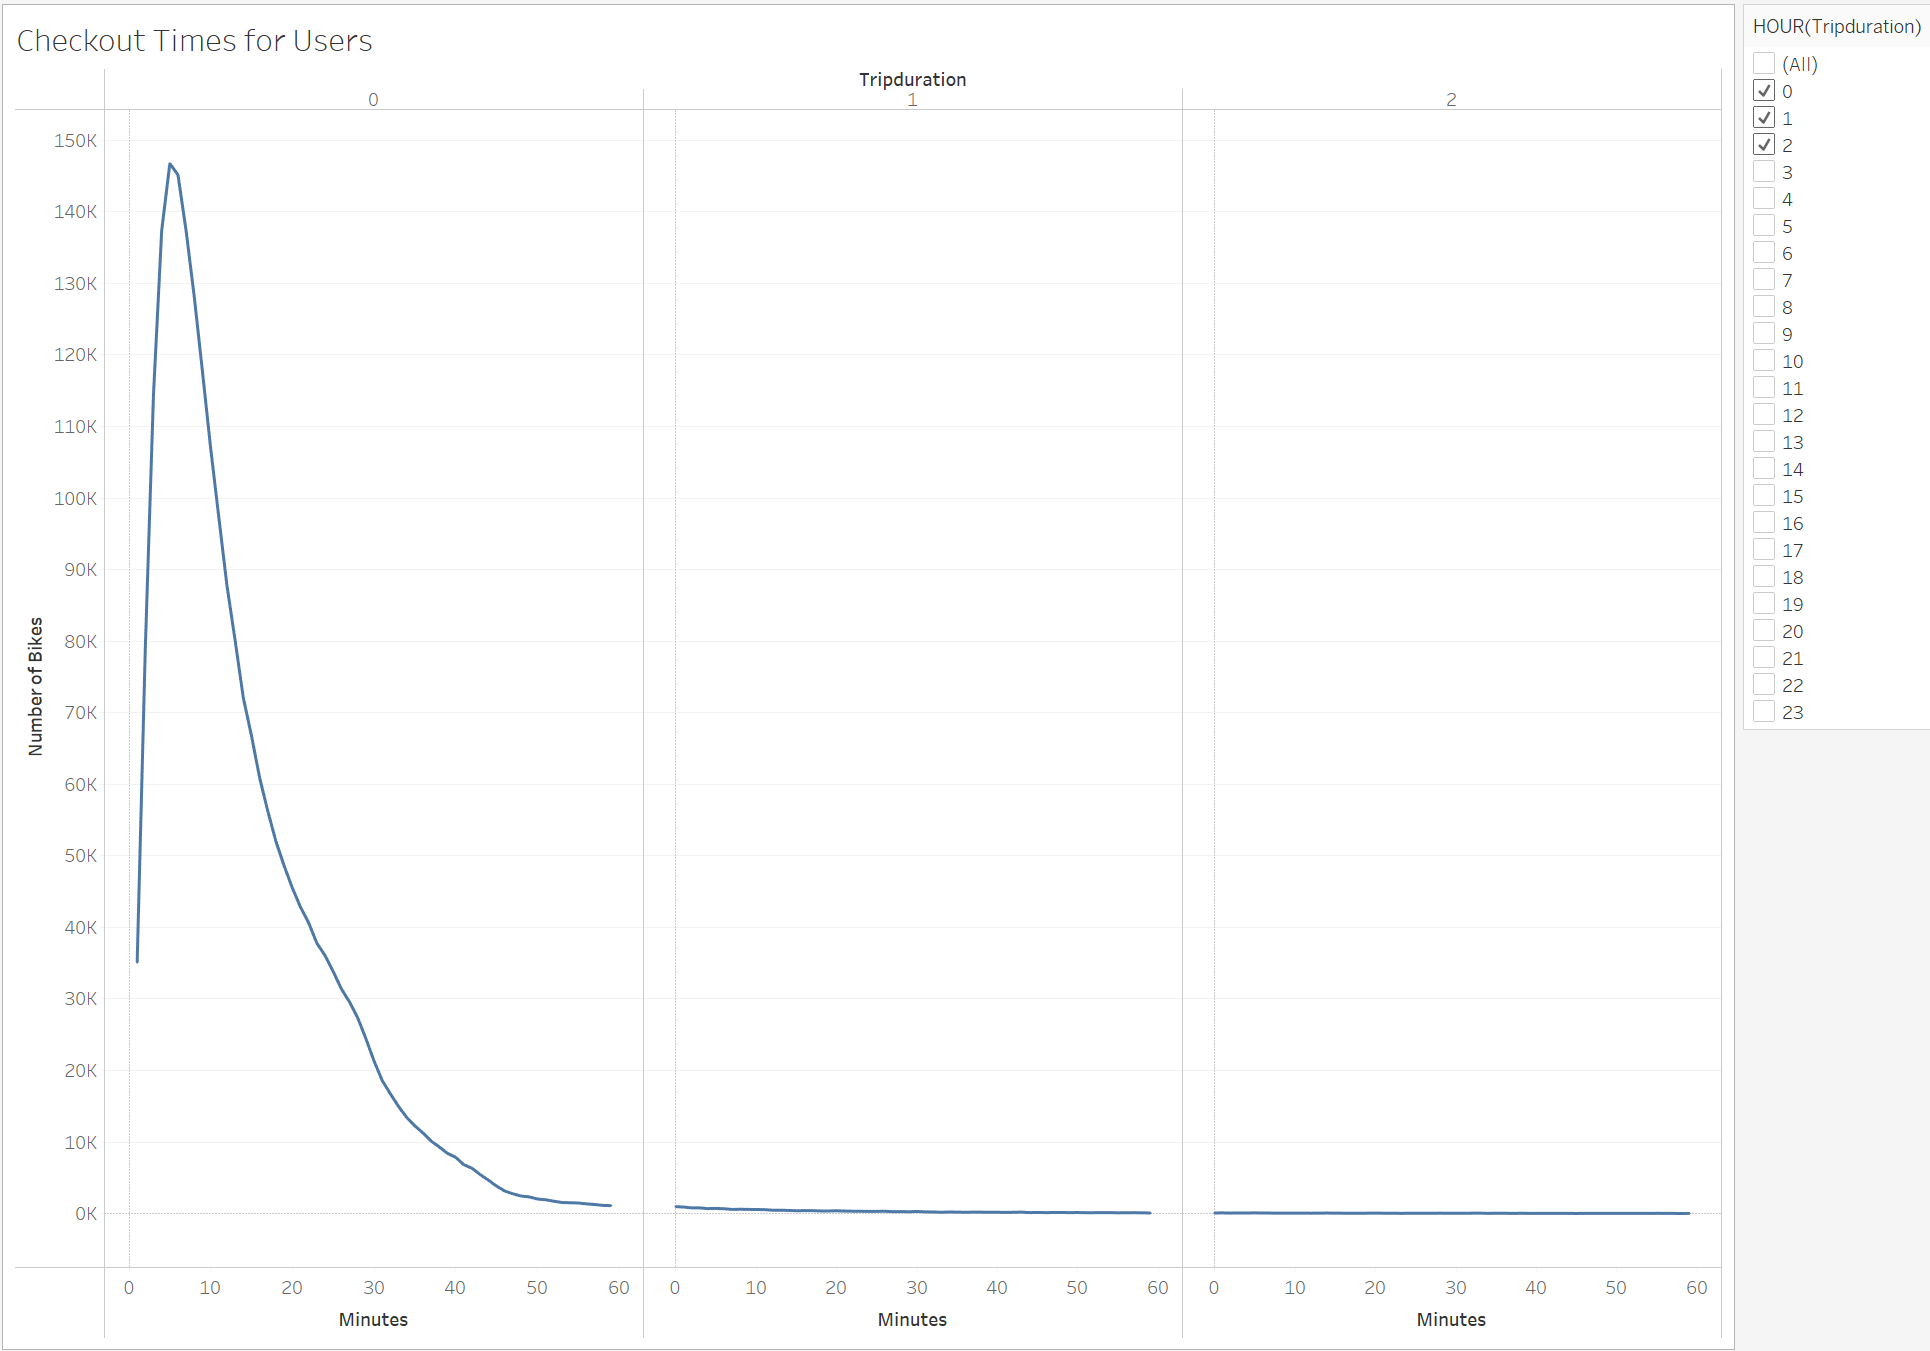 Checkout Times for Users
Tripduration
0 1 2
150K
140K
130K
120K
110K
100K
90K
80K
70K
60K
50K
40K
30K
20K
10K
0K
Number of Bikes
0 10 20 30 40 50 60 0 10 20 30 40 50 60 0 10 20 30 40 50 60
Minutes Minutes Minutes
HOUR(Tripduration)
(All)
0
1
2
3
4
5
6
7
8
9
10
11
12
13
14
15
16
17
18
19
20
21
22
23